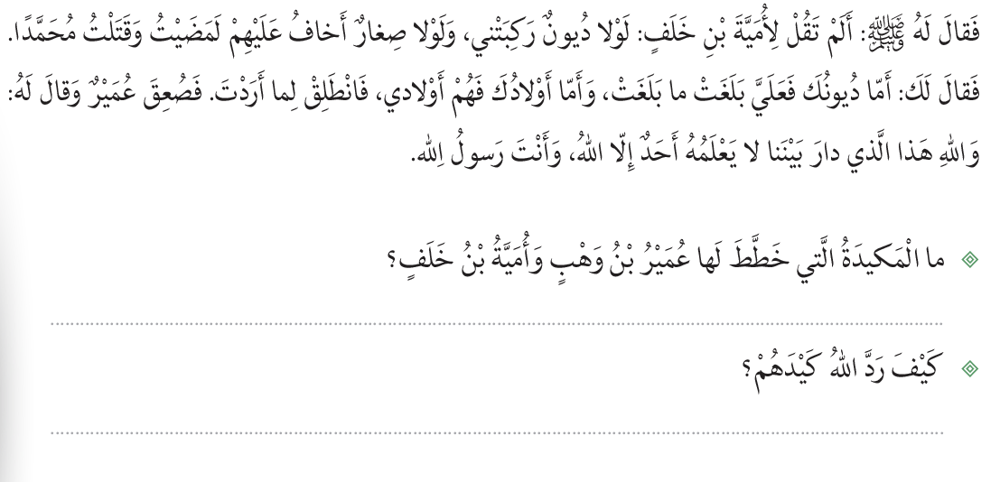 فَقالَ لَهُ ﷺ: أَلَمْ تَقُلْ لِأُمَيَّةَ بْنِ خَلَفٍ: لَوْلا دُيونٌ رَكِبَتْني، وَلَوْلا صِغارٌ أَخافُ عَلَيْهِمْ لَمَضَيْتُ وَقَتَلْتُ مُحَمَّدًا.
فَقالَ لَكَ: أَمّا دُيونُكَ فَعَلَيَّ بَلَغَتْ ما بَلَغَتْ، وَأَمّا أَوْلادُكَ فَهُمْ أَوْلادي، فَانْطَلِقْ لِما أَرَدْتَ. فَصُعِقَ عُمَيْرٌ وَقالَ لَهُ:
وَاللهِ هَذا الَّذي دارَ بَيْنَنا لا يَعْلَمُهُ أَحَدٌ إِلّا اللهُ، وَأَنْتَ رَسولُ اللهِ.
ما الْمَكيدَةُ الَّتي خَطَّطَ لَها عُمَيْرُ بْنُ وَهْبٍ وَأُمَيَّةُ بْنُ خَلَفٍ؟
كَيْفَ رَدَّ اللهُ كَيْدَهُمْ؟